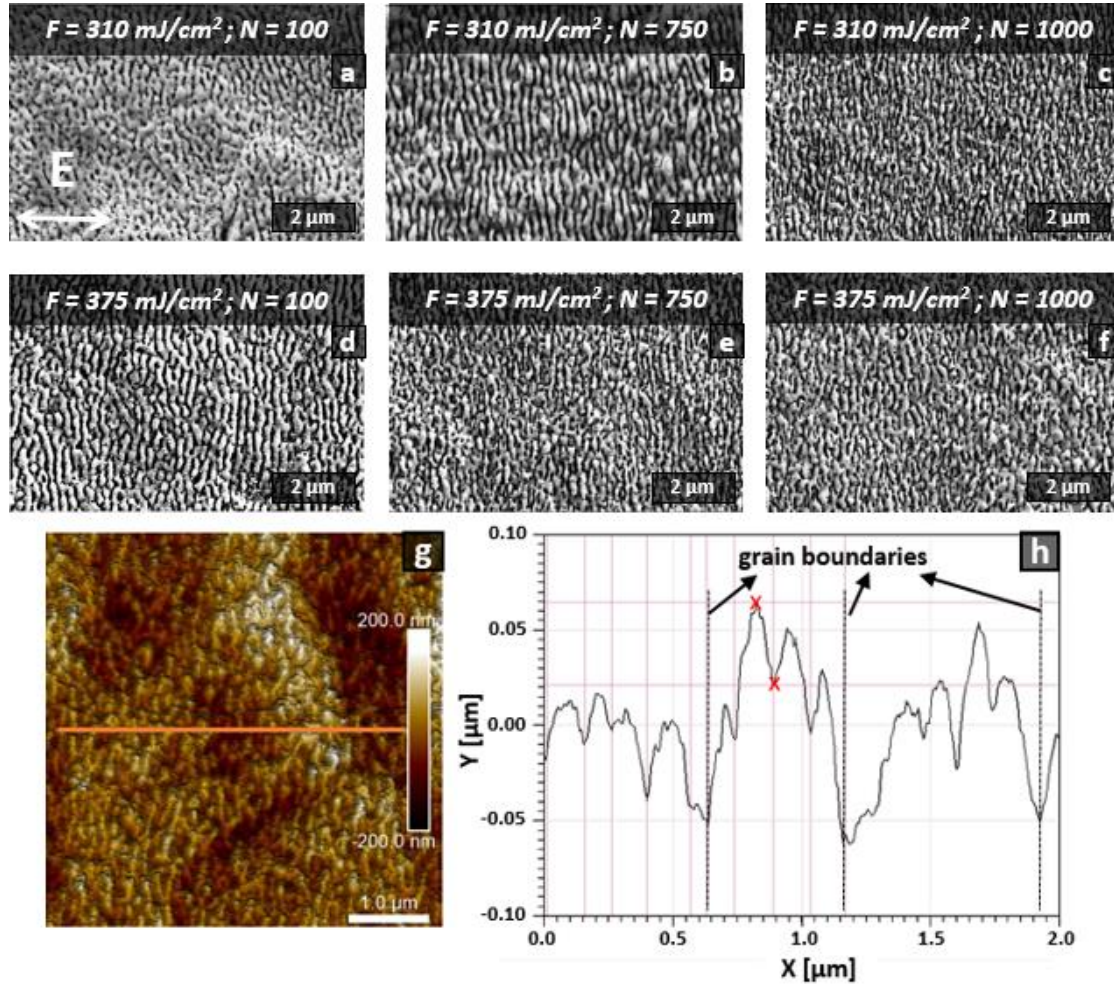 F = 310 mJ/cm²; N = 100
F = 310 mJ/cm²; N = 750
F = 310 mJ/cm²; N = 1000
a
b
c
E
2 µm
2 µm
2 µm
F = 375 mJ/cm²; N = 100
F = 375 mJ/cm²; N = 750
F = 375 mJ/cm²; N = 1000
d
e
f
2 µm
2 µm
2 µm
g
200.0 nm
-200.0 nm
1.0 µm
h
grain boundaries
0.10
0.05
0.00
-0.05
-0.10
Y [µm]
0.0
0.5
1.0
1.5
2.0
X [µm]